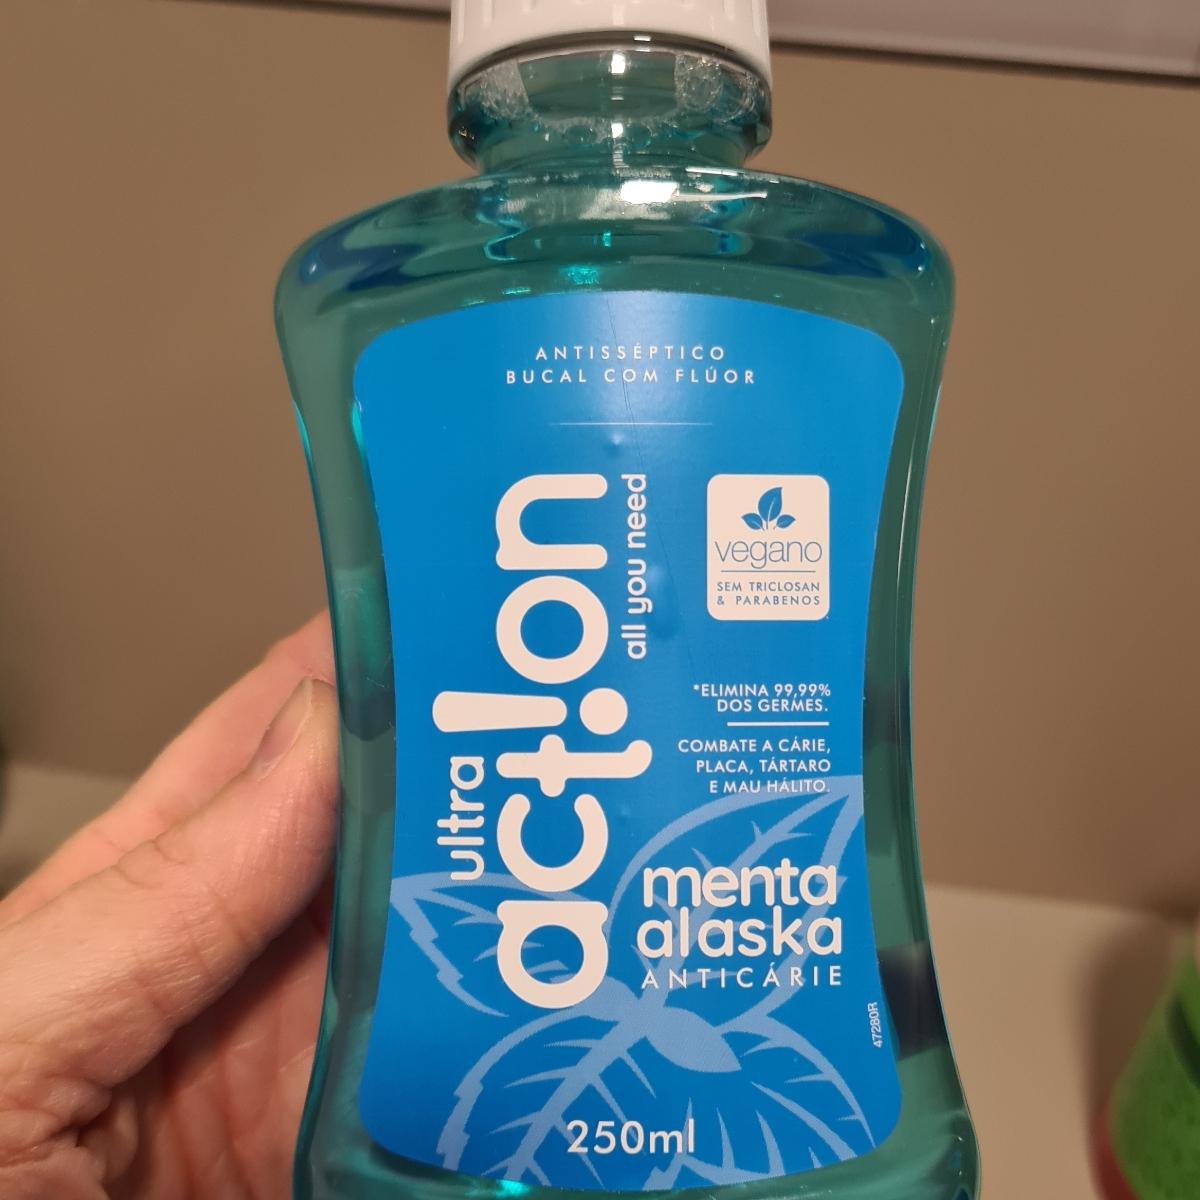 ANTISSÉPTICO
BUCAL COM FLÚOR
ultra
act!on
all you need
vegano
SEM TRICLOSAN
& PARABENOS
*ELIMINA 99,99%
DOS GERMES.
COMBATE A CÁRIE,
PLACA, TÁRTARO
E MAU HÁLITO.
menta
alaska
ANTICÁRIE
47280R
250ml